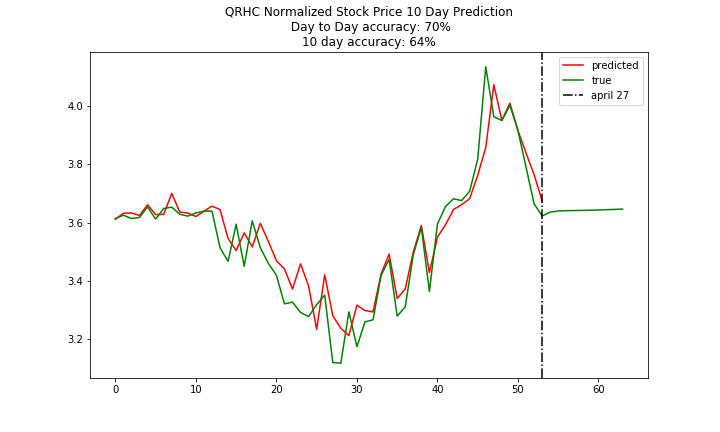 QRHC Normalized Stock Price 10 Day Prediction
Day to Day accuracy: 70%
10 day accuracy: 64%
predicted
true
april 27
4.0
3.8
3.6
3.4
3.2
0 10 20 30 40 50 60